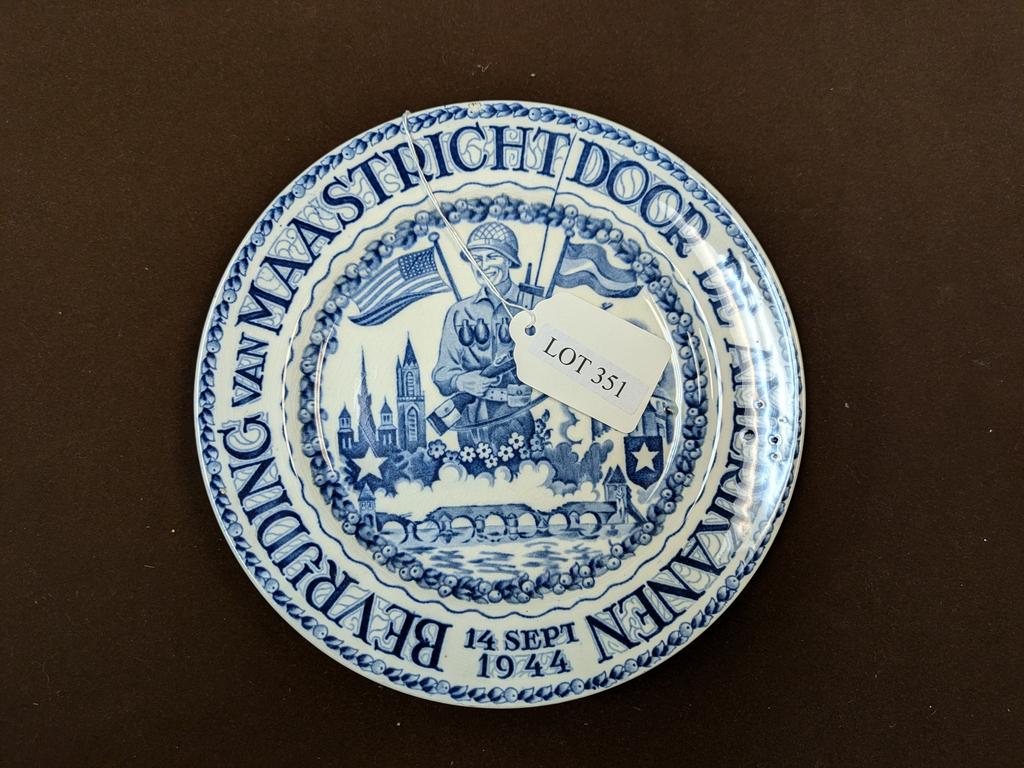 BEVRIJDING VAN MAASTRICHT DOOR DE AMERIKANEN
14 SEPT
1944
LOT 351